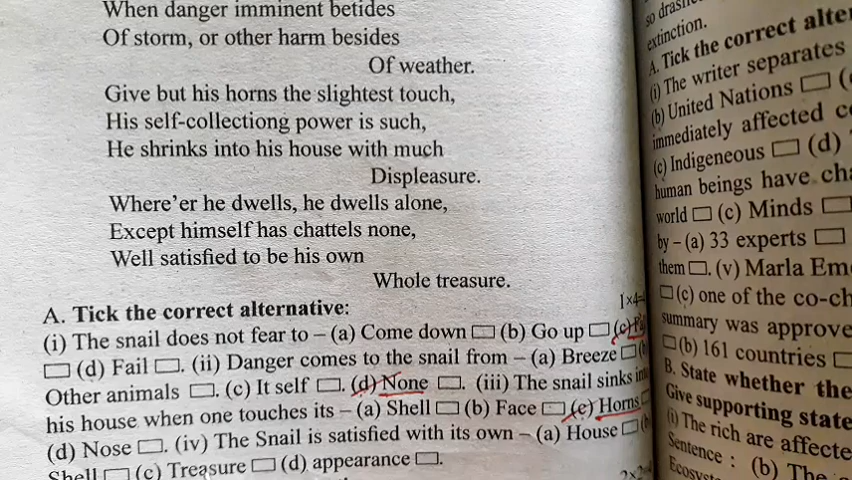 When danger imminent betides
Of storm, or other harm besides
Of weather.
Give but his horns the slightest touch,
His self-collectiong power is such,
He shrinks into his house with much
Displeasure.
Where'er he dwells, he dwells alone,
Except himself has chattels none,
Well satisfied to be his own
Whole treasure.
A. Tick the correct alternative: 1×4=
(i) The snail does not fear to – (a) Come down (b) Go up (c)
(d) Fail . (ii) Danger comes to the snail from – (a) Breeze
Other animals . (c) It self . (d) None . (iii) The snail sinks
his house when one touches its – (a) Shell (b) Face (c) Horns
(d) Nose . (iv) The Snail is satisfied with its own – (a) House
Shell (c) Treasure (d) appearance .
so
extinction.
A. Tick the correct
(i) The writer separates
(b) United Nations
immediately affected
(c) Indigeneous (d)
human beings have
world (c) Minds
by – (a) 33 experts
them . (v) Marla
(c) one of the
summary was
(b) 161 countries
B. State whether the
Give supporting
(i) The rich are
Sentence : (b) The